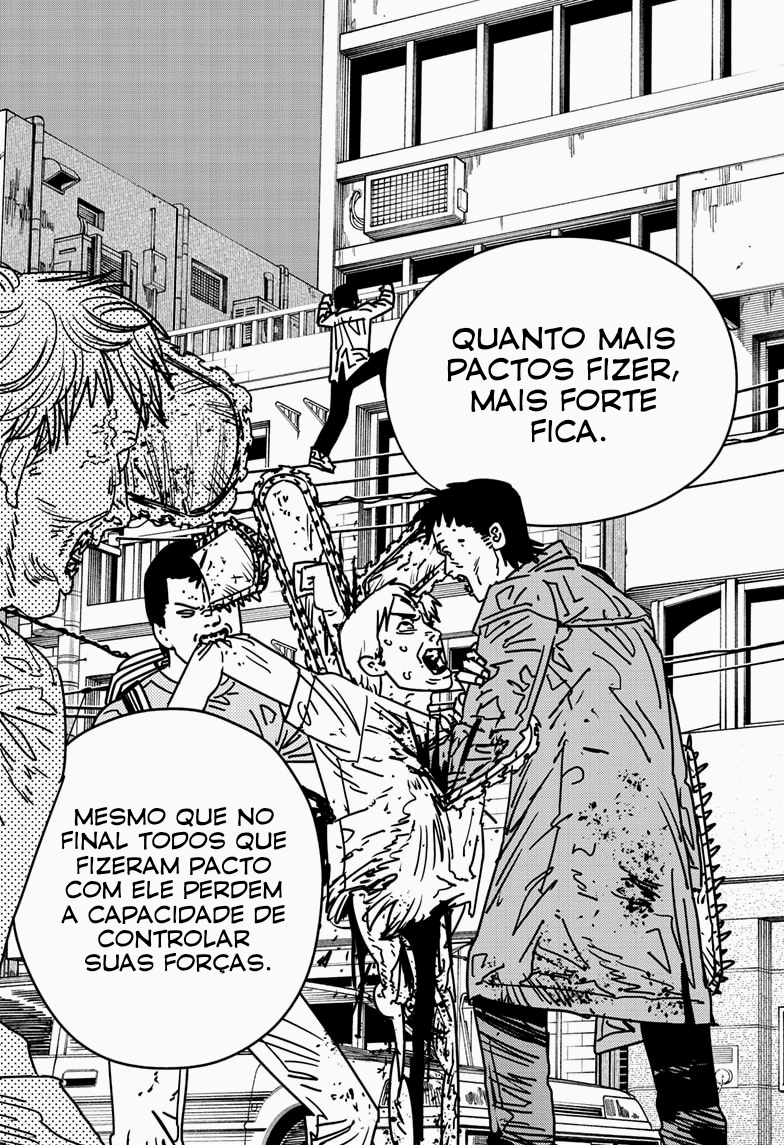 QUANTO MAIS
PACTOS FIZER,
MAIS FORTE
FICA.
MESMO QUE NO
FINAL TODOS QUE
FIZERAM PACTO
COM ELE PERDEM
A CAPACIDADE DE
CONTROLAR
SUAS FORÇAS.